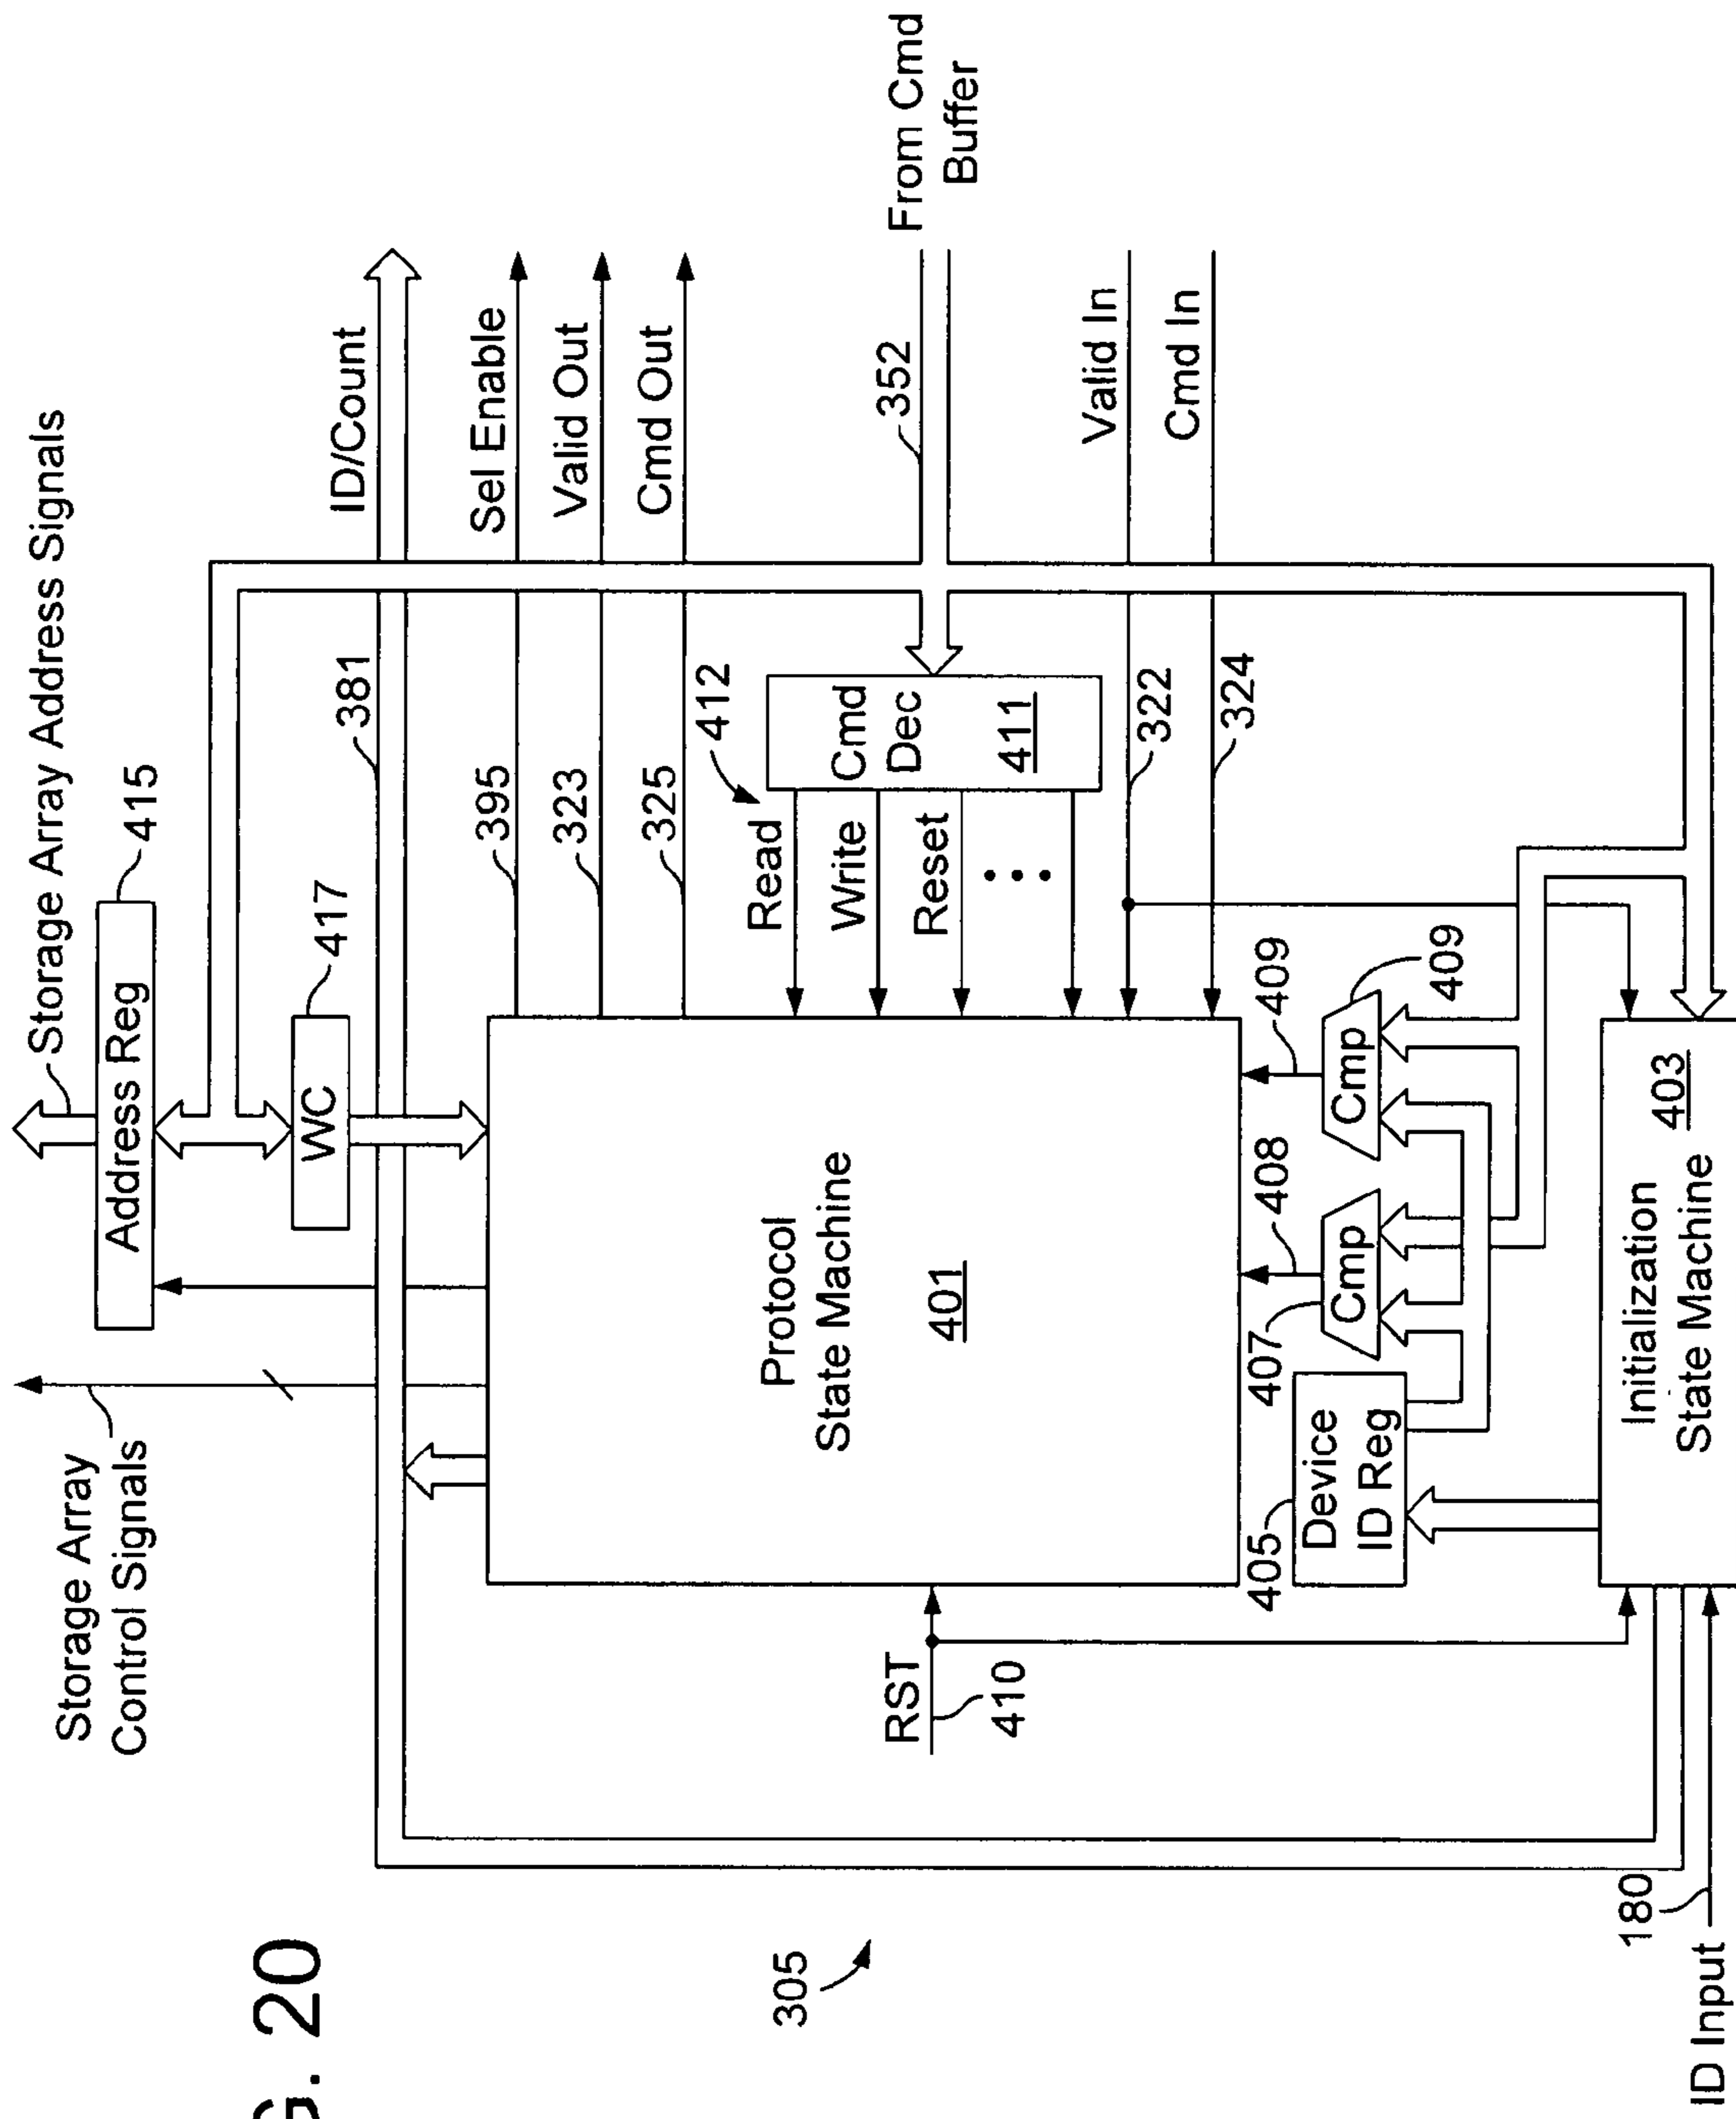 Storage Array
Control Signals
Storage Array Address Signals
Address Reg
415
WC
417
381
ID/Count
395
Sel Enable
323
Valid Out
325
Cmd Out
Protocol
State Machine
401
RST
410
Read
Write
Reset
412
Cmd
Dec
411
352
From Cmd
Buffer
Valid In
322
Cmd In
324
408
409
Cmp
407
Cmp
409
405
Device
ID Reg
Initialization
State Machine
403
180
ID Input
305
G. 20